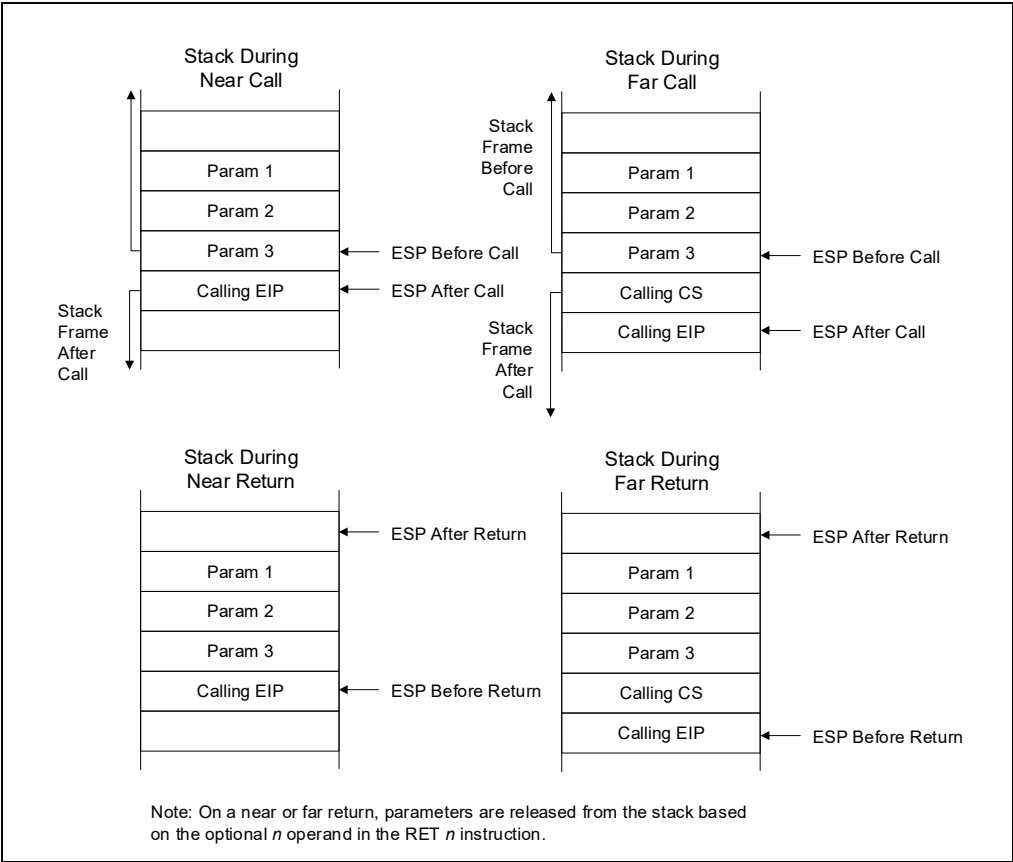 Stack During
Near Call
Param 1
Param 2
Param 3
Calling EIP
ESP Before Call
ESP After Call
Stack
Frame
After
Call
Stack During
Far Call
Stack
Frame
Before
Call
Param 1
Param 2
Param 3
Calling CS
Calling EIP
ESP Before Call
ESP After Call
Stack
Frame
After
Call
Stack During
Near Return
ESP After Return
Param 1
Param 2
Param 3
Calling EIP
ESP Before Return
Stack During
Far Return
ESP After Return
Param 1
Param 2
Param 3
Calling CS
Calling EIP
ESP Before Return
Note: On a near or far return, parameters are released from the stack based
on the optional n operand in the RET n instruction.